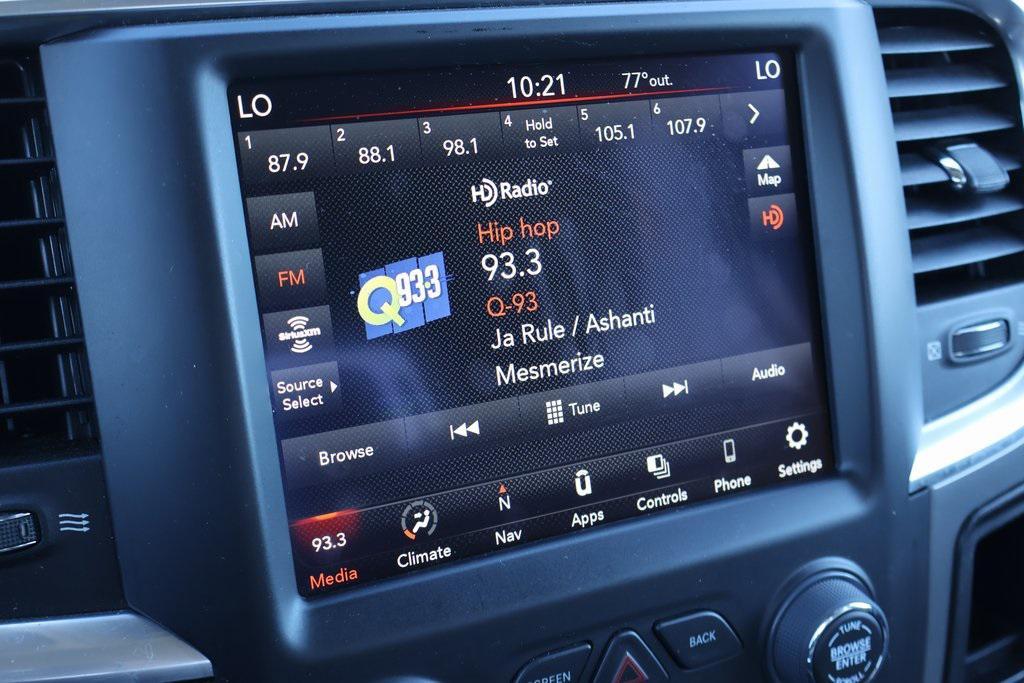 LO 10:21 77° out. LO
1 87.9 2 88.1 3 98.1 4 Hold to Set 5 105.1 6 107.9
HD Radio
Map
AM
Hip hop
HD
93.3
FM
Q93.3
Q-93
SiriusXM
Ja Rule / Ashanti
Mesmerize
Source
Select
Browse Tune Audio
93.3 N
Media Climate Nav Apps Controls Phone Settings
SCREEN BACK
TUNE
BROWSE
ENTER
SCROLL